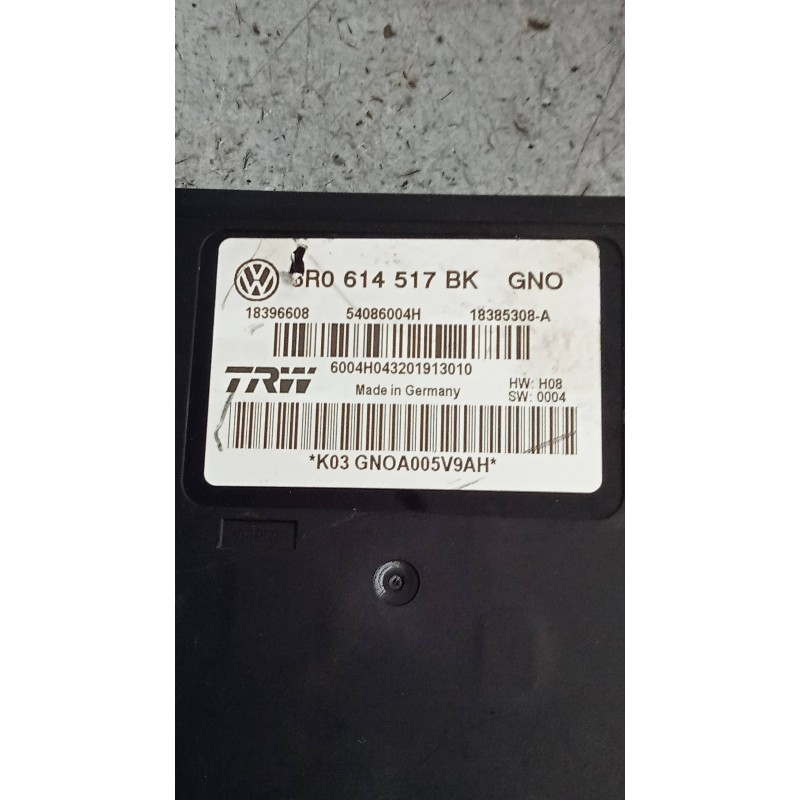 6R0 614 517 BK GNO
18396608 54086004H 18385308-A
6004H043201913010
TRW Made in Germany HW: H08
SW: 0004
*K03 GNOA005V9AH*